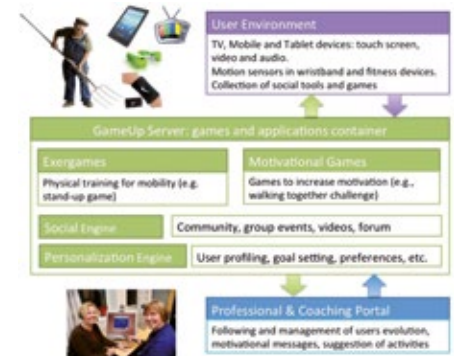 User Environment
TV, Mobile and Tablet devices: touch screen,
video and audio.
Motion sensors in wristband and fitness devices.
Collection of social tools and games
GameUp Server: games and applications container
Exergames
Physical training for mobility (e.g.
stand-up game)
Motivational Games
Games to increase motivation (e.g.,
walking together challenge)
Social Engine
Community, group events, videos, forum
Personalization Engine
User profiling, goal setting, preferences, etc.
Professional & Coaching Portal
Following and management of users evolution,
motivational messages, suggestion of activities